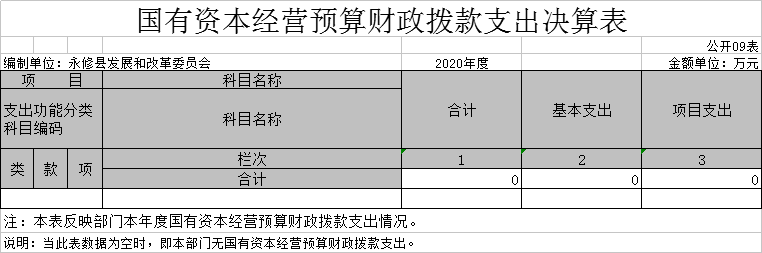 国有资本经营预算财政拨款支出决算表
公开09表
编制单位：永修县发展和改革委员会 2020年度 金额单位：万元
项 目 科目名称 合计 基本支出 项目支出
支出功能分类科目编码 科目名称
类 款 项 栏次 1 2 3
合计 0 0 0
注：本表反映部门本年度国有资本经营预算财政拨款支出情况。
说明：当此表数据为空时，即本部门无国有资本经营预算财政拨款支出。